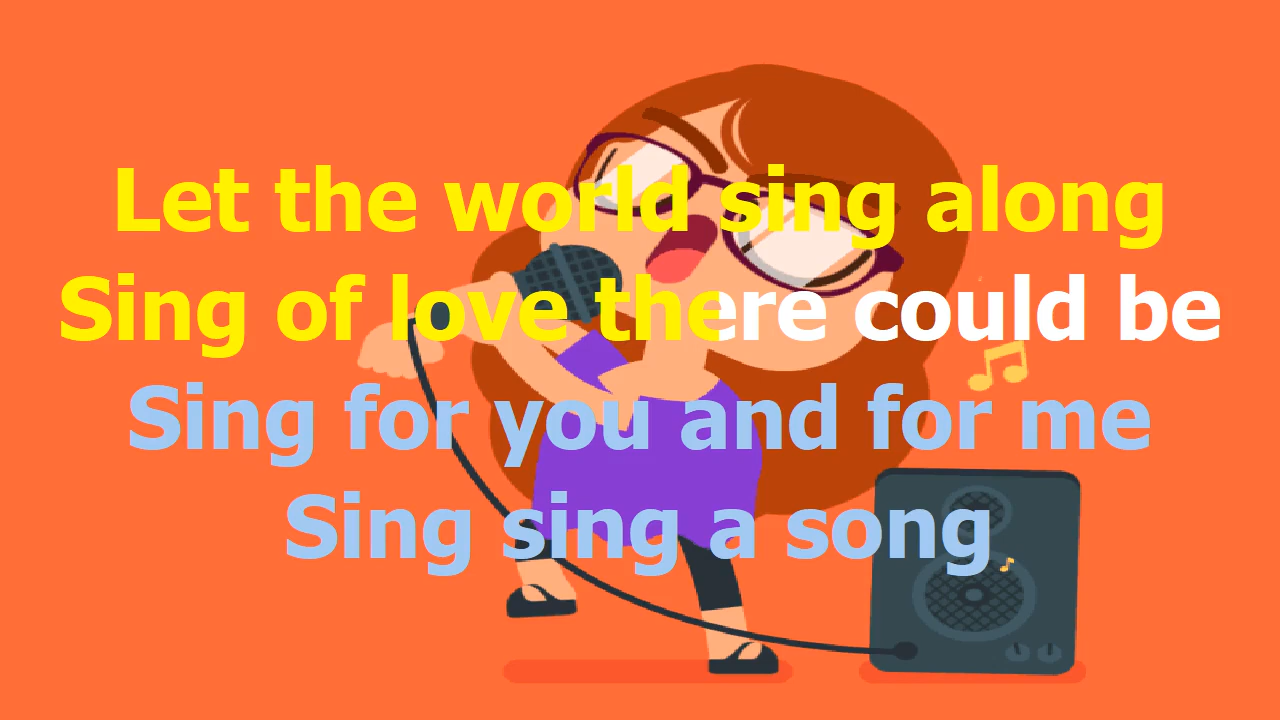 Let the world sing along
Sing of love there could be
Sing for you and for me
Sing sing a song